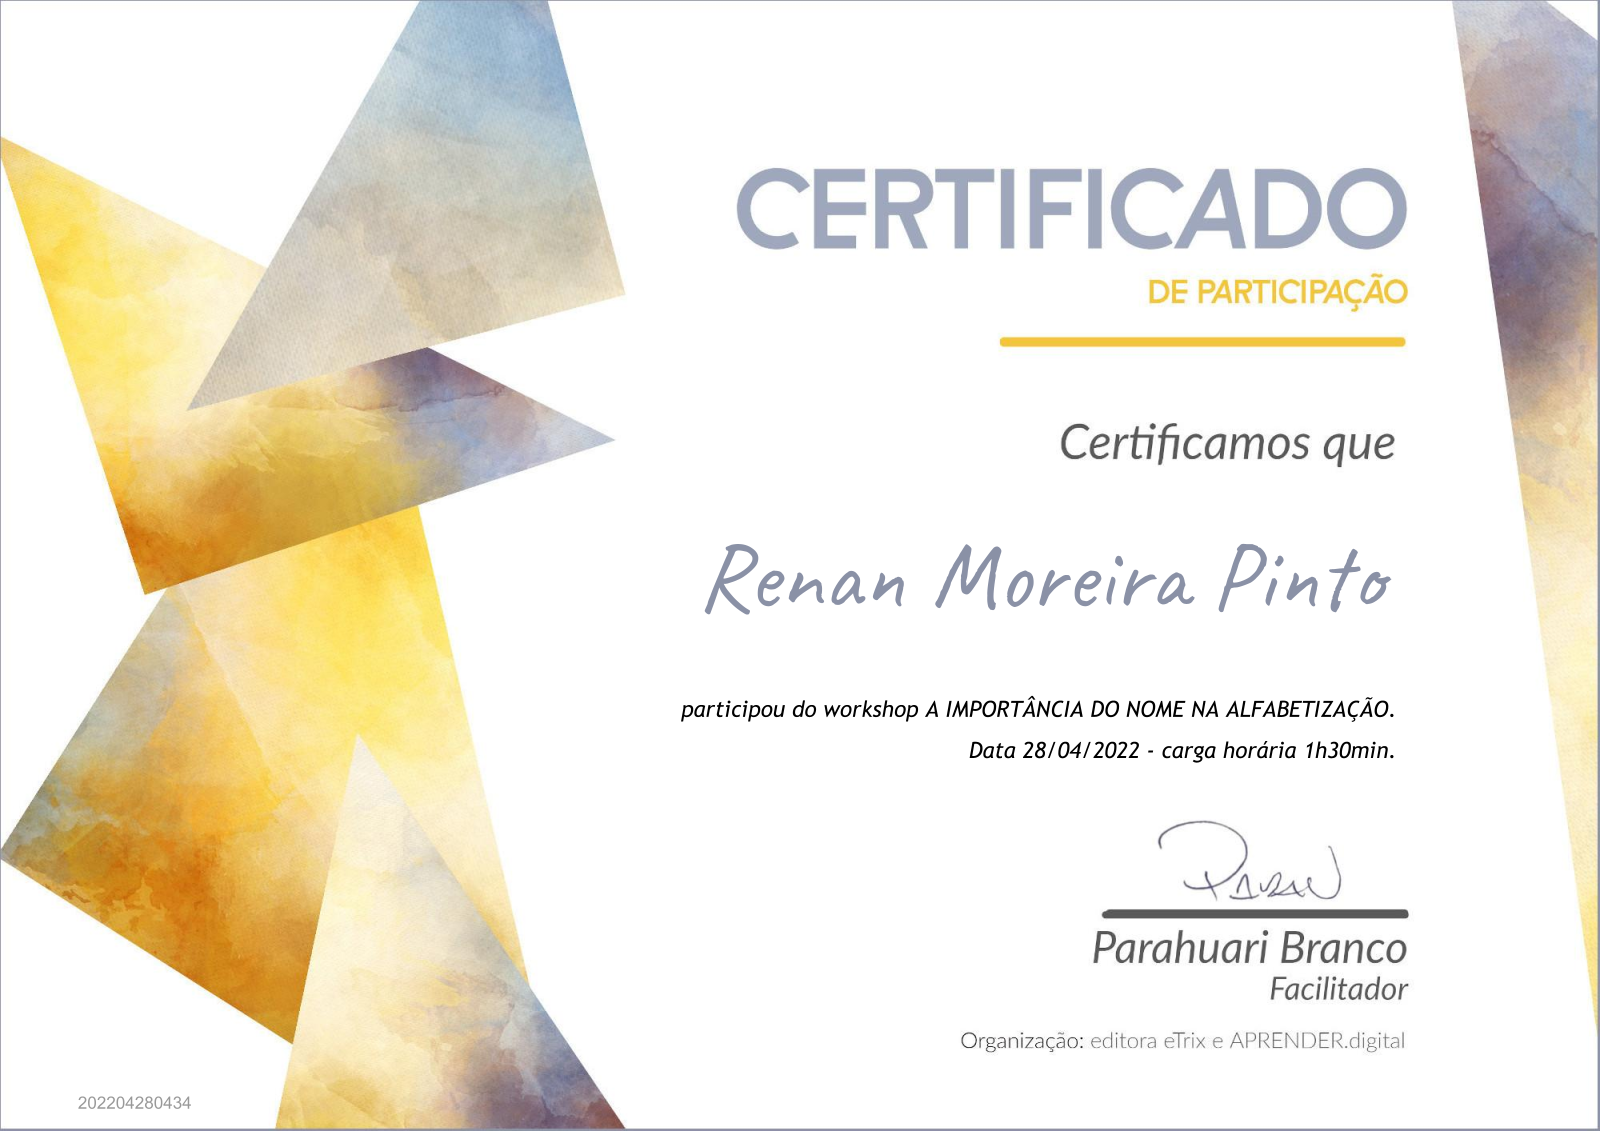 CERTIFICADO
DE PARTICIPAÇÃO
Certificamos que
Renan Moreira Pinto
participou do workshop A IMPORTÂNCIA DO NOME NA ALFABETIZAÇÃO.
Data 28/04/2022 - carga horária 1h30min.
Parahuari Branco
Facilitador
Organização: editora eTrix e APRENDER.digital
202204280434